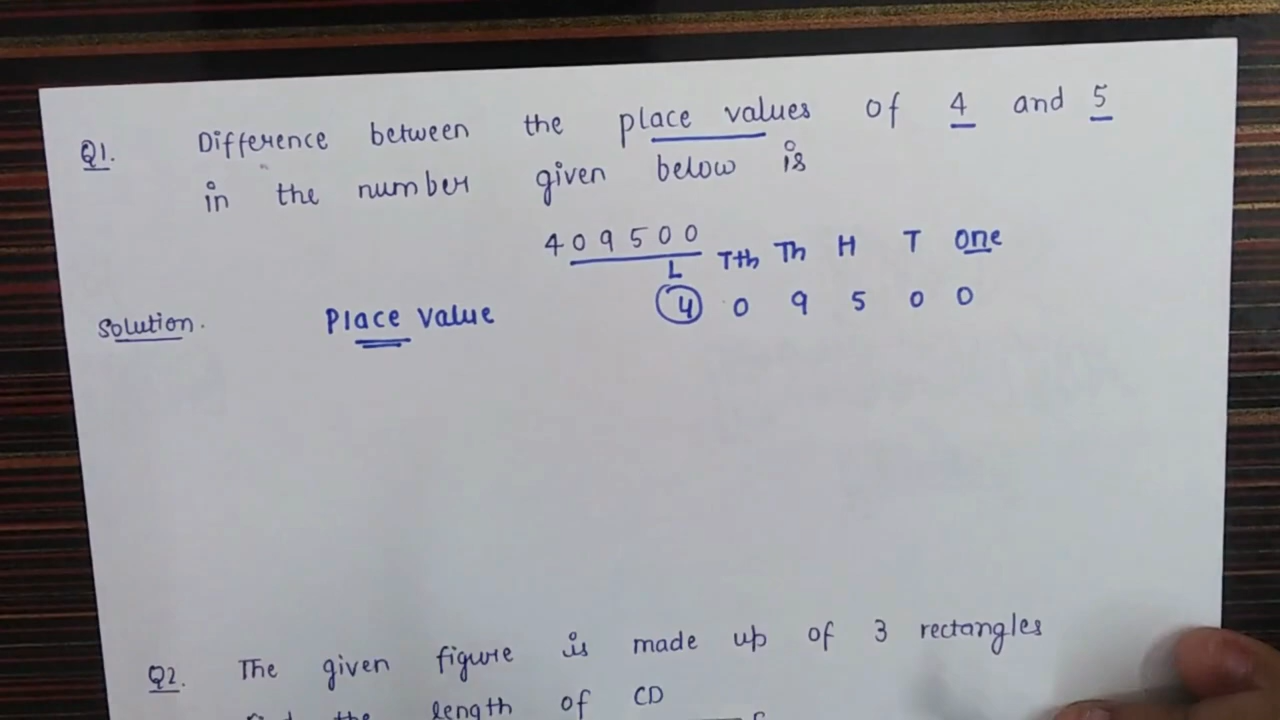 Q1. Difference between the place values of 4 and 5
in the number given below is
409500
L Tth Th H T One
4 0 9 5 0 0
Solution. Place Value
Q2. The given figure is made up of 3 rectangles
the length of CD